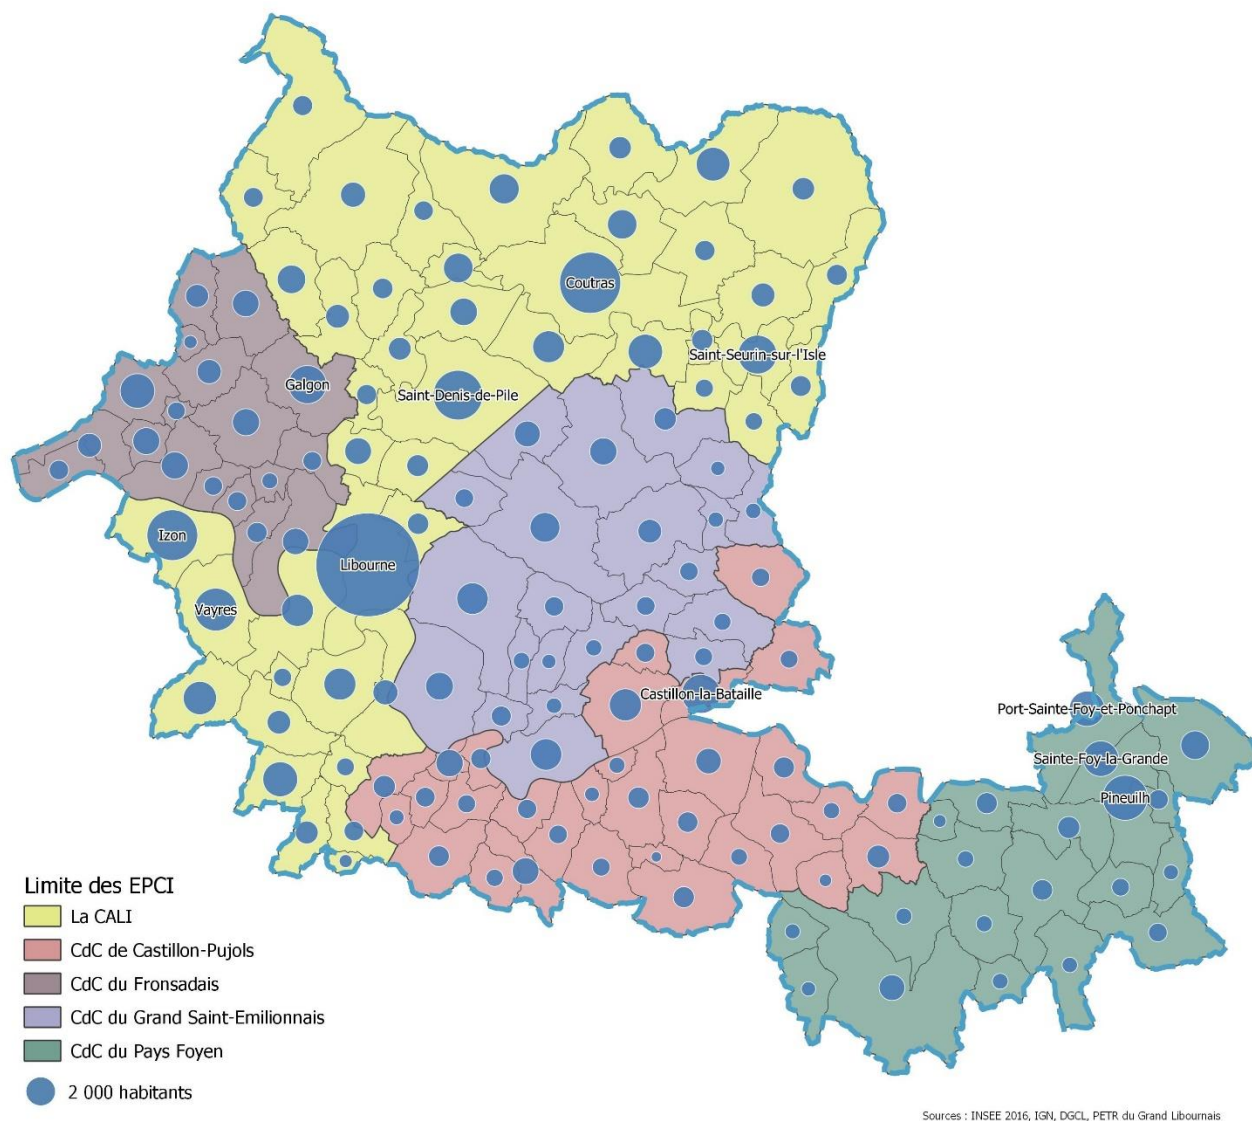 Coutras
Saint-Seurin-sur-l'Isle
Galgon
Saint-Denis-de-Pile
Izon
Libourne
Vayres
Castillon-la-Bataille
Port-Sainte-Foy-et-Ponchapt
Sainte-Foy-la-Grande
Pineuilh
Limite des EPCI
La CALI
CdC de Castillon-Pujols
CdC du Fronsadais
CdC du Grand Saint-Emilionnais
CdC du Pays Foyen
2 000 habitants
Sources : INSEE 2016, IGN, DGCL, PETR du Grand Libournais